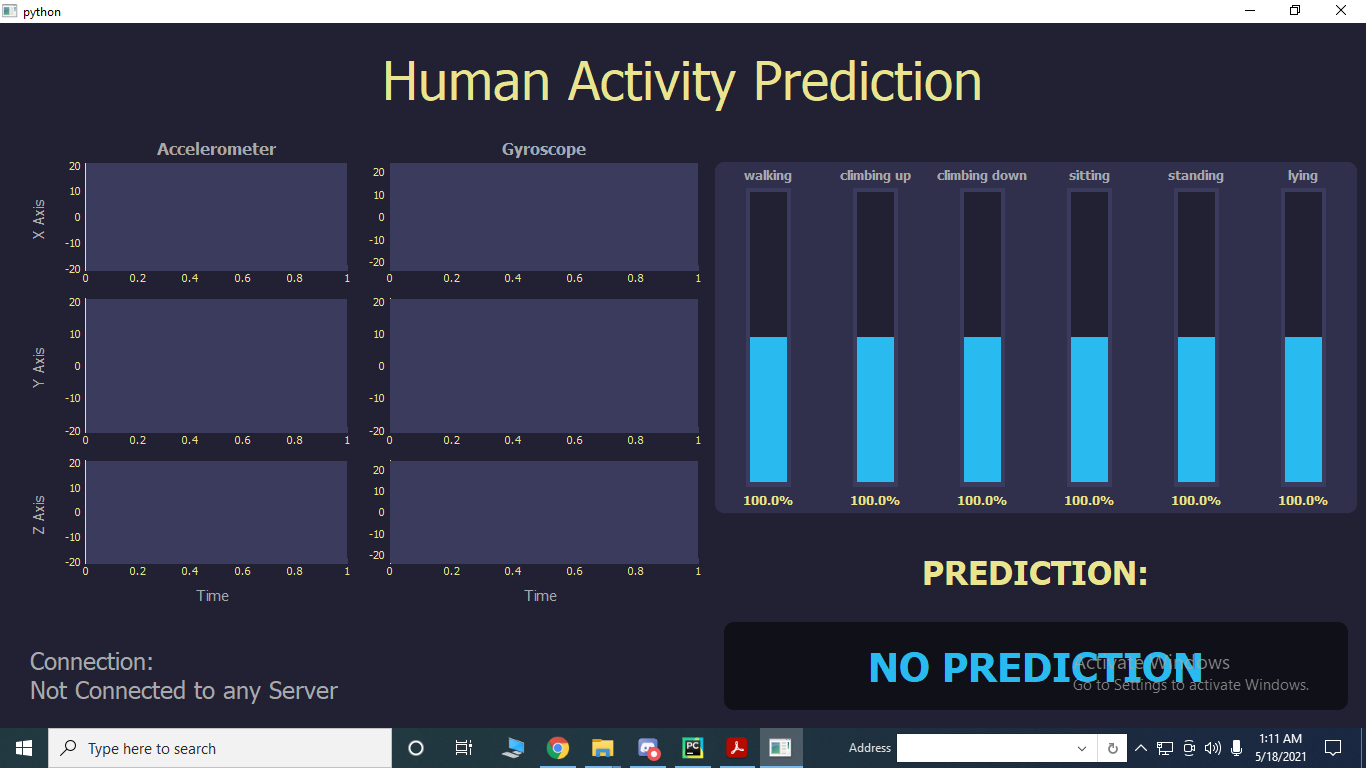 python
Human Activity Prediction
Accelerometer
Gyroscope
X Axis
20
10
0
-10
-20
0 0.2 0.4 0.6 0.8 1
20
10
0
-10
-20
0 0.2 0.4 0.6 0.8 1
Y Axis
20
10
0
-10
-20
0 0.2 0.4 0.6 0.8 1
20
10
0
-10
-20
0 0.2 0.4 0.6 0.8 1
Z Axis
20
10
0
-10
-20
0 0.2 0.4 0.6 0.8 1
Time
20
10
0
-10
-20
0 0.2 0.4 0.6 0.8 1
Time
walking climbing up climbing down sitting standing lying
100.0% 100.0% 100.0% 100.0% 100.0% 100.0%
PREDICTION:
NO PREDICTION
Activate Windows
Go to Settings to activate Windows.
Connection:
Not Connected to any Server
Type here to search
PC
Address
1:11 AM
5/18/2021